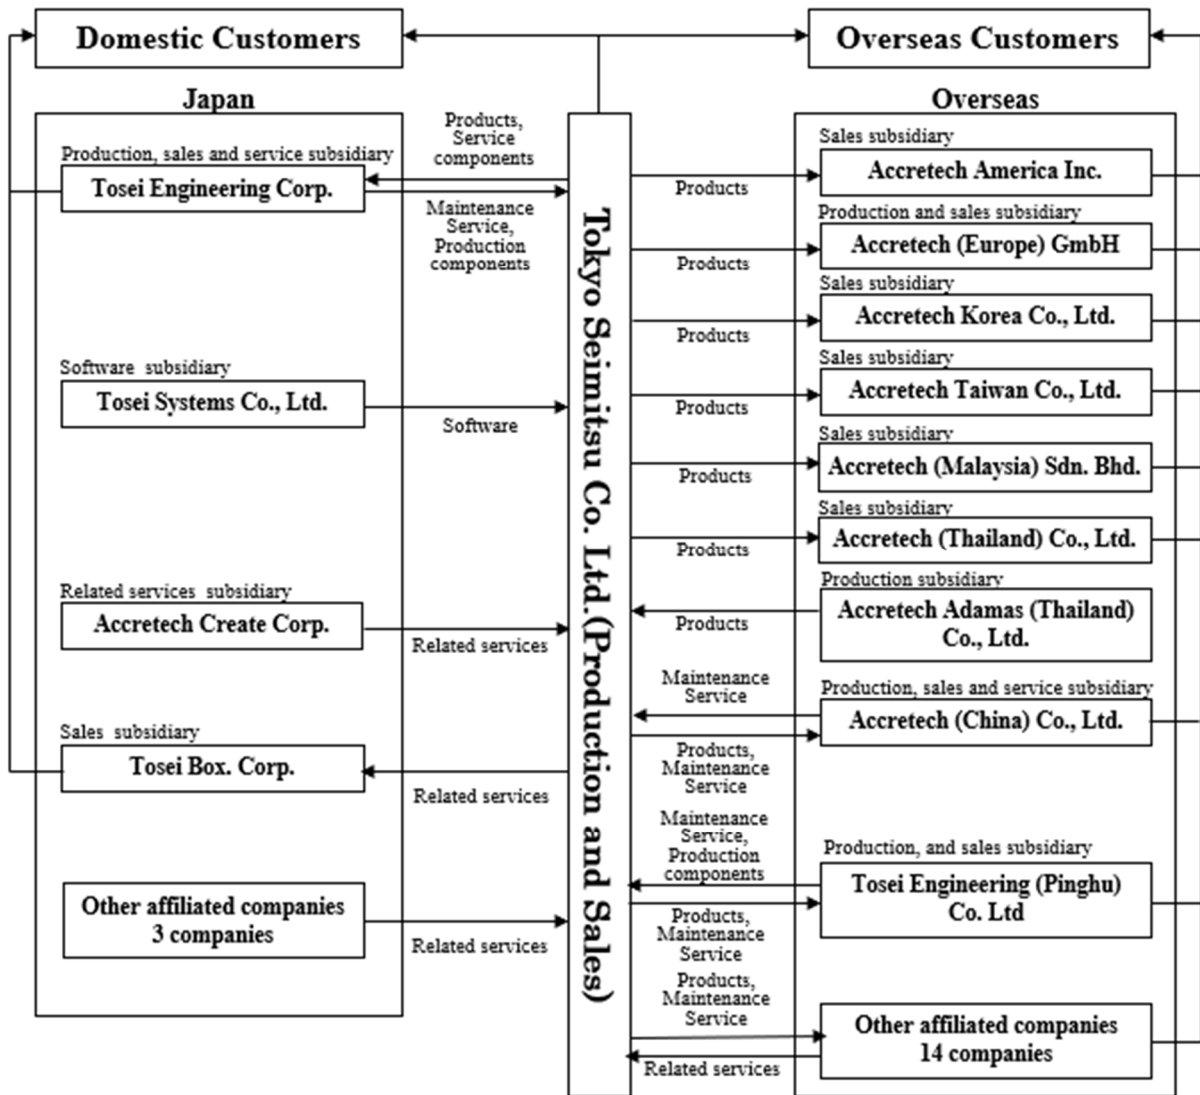 Domestic Customers
Overseas Customers
Japan
Production, sales and service subsidiary
Tosei Engineering Corp.
Software subsidiary
Tosei Systems Co., Ltd.
Related services subsidiary
Accretech Create Corp.
Sales subsidiary
Tosei Box. Corp.
Other affiliated companies
3 companies
Products,
Service
components
Maintenance
Service,
Production
components
Software
Related services
Related services
Related services
Tokyo Seimitsu Co. Ltd.(Production and Sales)
Products
Products
Products
Products
Products
Products
Products
Maintenance
Service
Products,
Maintenance
Service
Maintenance
Service,
Production
components
Products,
Maintenance
Service
Products,
Maintenance
Service
Related services
Overseas
Sales subsidiary
Accretech America Inc.
Production and sales subsidiary
Accretech (Europe) GmbH
Sales subsidiary
Accretech Korea Co., Ltd.
Sales subsidiary
Accretech Taiwan Co., Ltd.
Sales subsidiary
Accretech (Malaysia) Sdn. Bhd.
Sales subsidiary
Accretech (Thailand) Co., Ltd.
Production subsidiary
Accretech Adamas (Thailand)
Co., Ltd.
Production, sales and service subsidiary
Accretech (China) Co., Ltd.
Production, and sales subsidiary
Tosei Engineering (Pinghu)
Co. Ltd
Other affiliated companies
14 companies